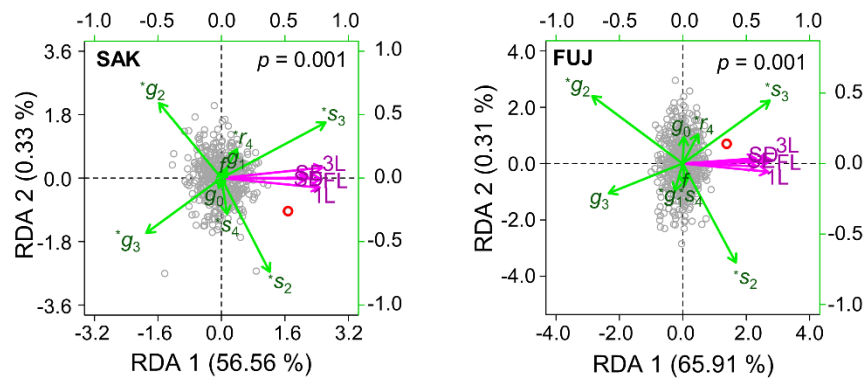 0.0 0.5 1.0
SAK
p = 0.001
3.6
1.8
0.0
-1.8
-3.6
1.0
0.5
0.0
-0.5
-1.0
*g2
*s3
*r4
g1
f
g0
*s4
*g3
*s2
3L
SD
FL
1L
RDA 2 (0.33 %)
-3.2 -1.6 0.0 1.6 3.2
RDA 1 (56.56 %)
-1.0 -0.5 0.0 0.5 1.0
FUJ
p = 0.001
4.0
2.0
0.0
-2.0
-4.0
1.0
0.5
0.0
-0.5
-1.0
*g2
*s3
*r4
g0
f
g3
*g1
*s4
*s2
3L
SD
FL
1L
RDA 2 (0.31 %)
-4.0 -2.0 0.0 2.0 4.0
RDA 1 (65.91 %)